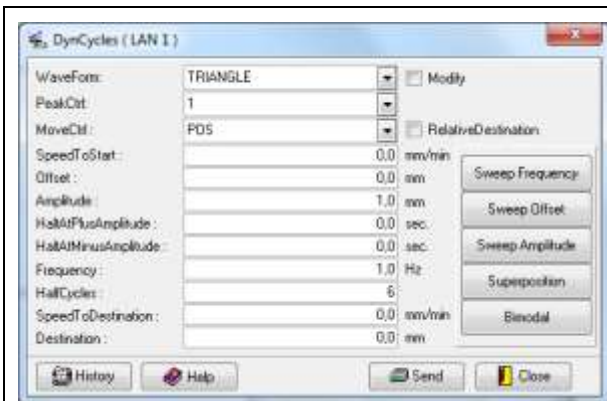 DynCycles ( LAN 1 )
WaveForm: TRIANGLE Modify
PeakCtrl: 1
MoveCtrl : POS RelativeDestination
SpeedToStart : 0,0 mm/min
Offset : 0,0 mm
Amplitude : 1,0 mm
HaltAtPlusAmplitude : 0,0 sec.
HaltAtMinusAmplitude : 0,0 sec.
Frequency : 1,0 Hz
HalfCycles : 6
SpeedToDestination : 0,0 mm/min
Destination : 0,0 mm
Sweep Frequency
Sweep Offset
Sweep Amplitude
Superposition
Bimodal
History Help Send Close